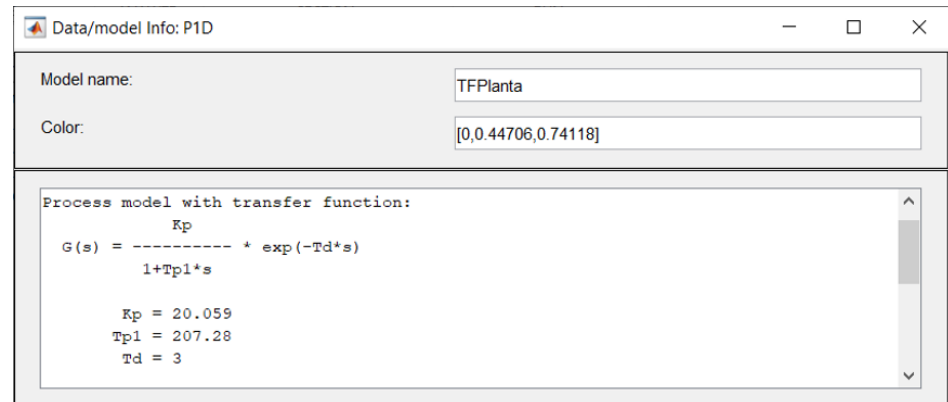 Data/model Info: P1D
Model name:
TFPlanta
Color:
[0,0.44706,0.74118]
Process model with transfer function:
Kp
G(s) = ---------- * exp(-Td*s)
1+Tp1*s
Kp = 20.059
Tp1 = 207.28
Td = 3